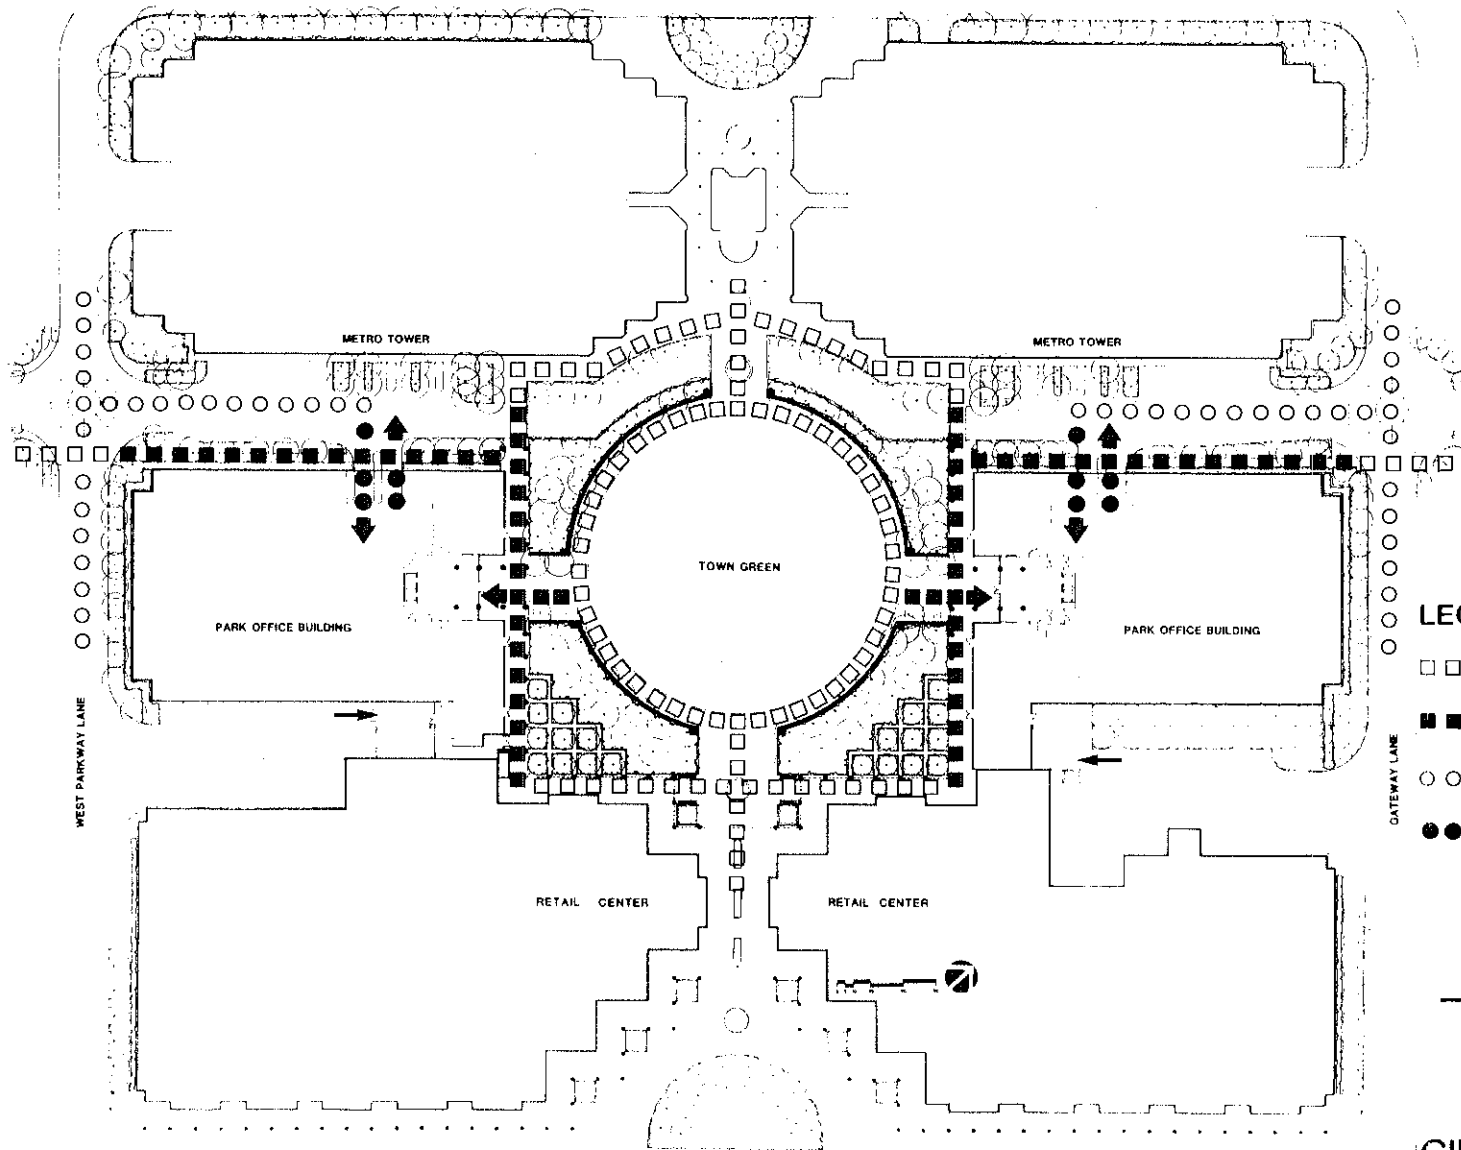 METRO TOWER
METRO TOWER
TOWN GREEN
PARK OFFICE BUILDING
PARK OFFICE BUILDING
LEG
WEST PARKWAY LANE
GATEWAY LANE
RETAIL CENTER
RETAIL CENTER